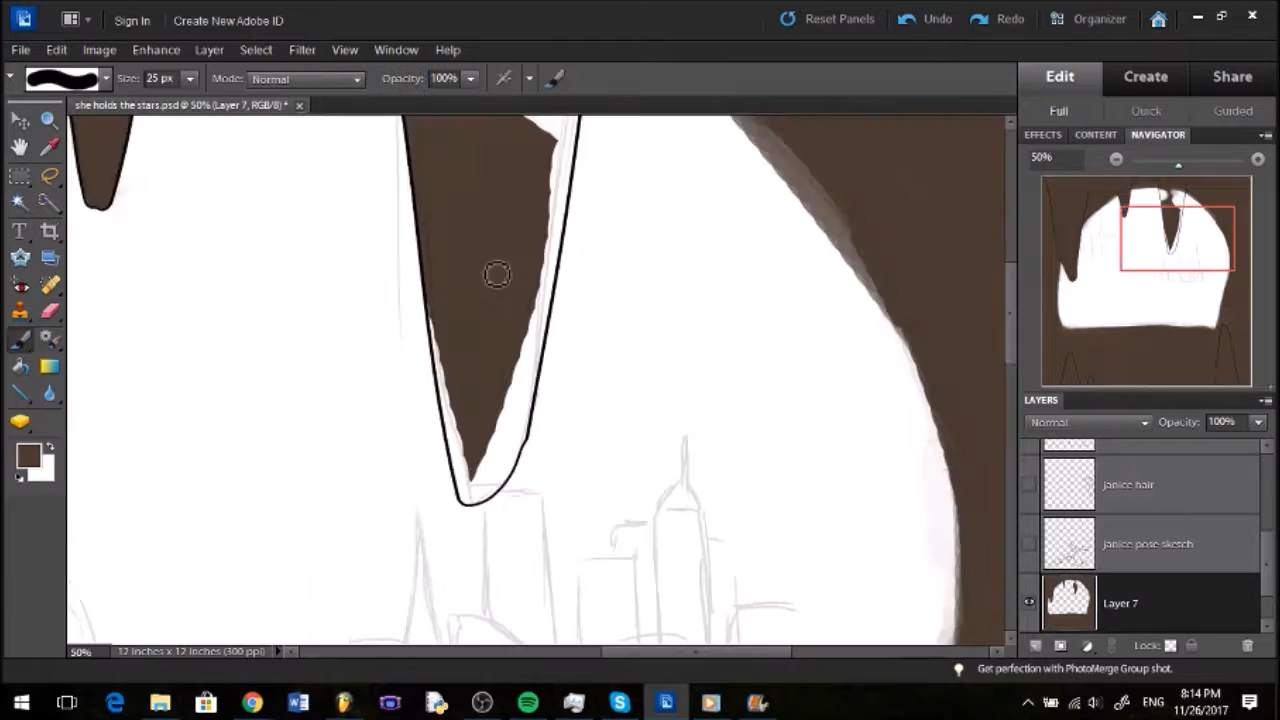 Sign In Create New Adobe ID Reset Panels Undo Redo Organizer
File Edit Image Enhance Layer Select Filter View Window Help
Size: 25 px Mode: Normal Opacity: 100% Edit Create Share
she holds the stars.psd @ 50% (Layer 7, RGB/8) * Full Quick Guided
EFFECTS CONTENT NAVIGATOR
50%
LAYERS
Normal Opacity: 100%
janice hair
janice pose sketch
Layer 7
50% 12 inches x 12 inches (300 ppi) Lock:
Get perfection with PhotoMerge Group shot.
ENG 8:14 PM
11/26/2017